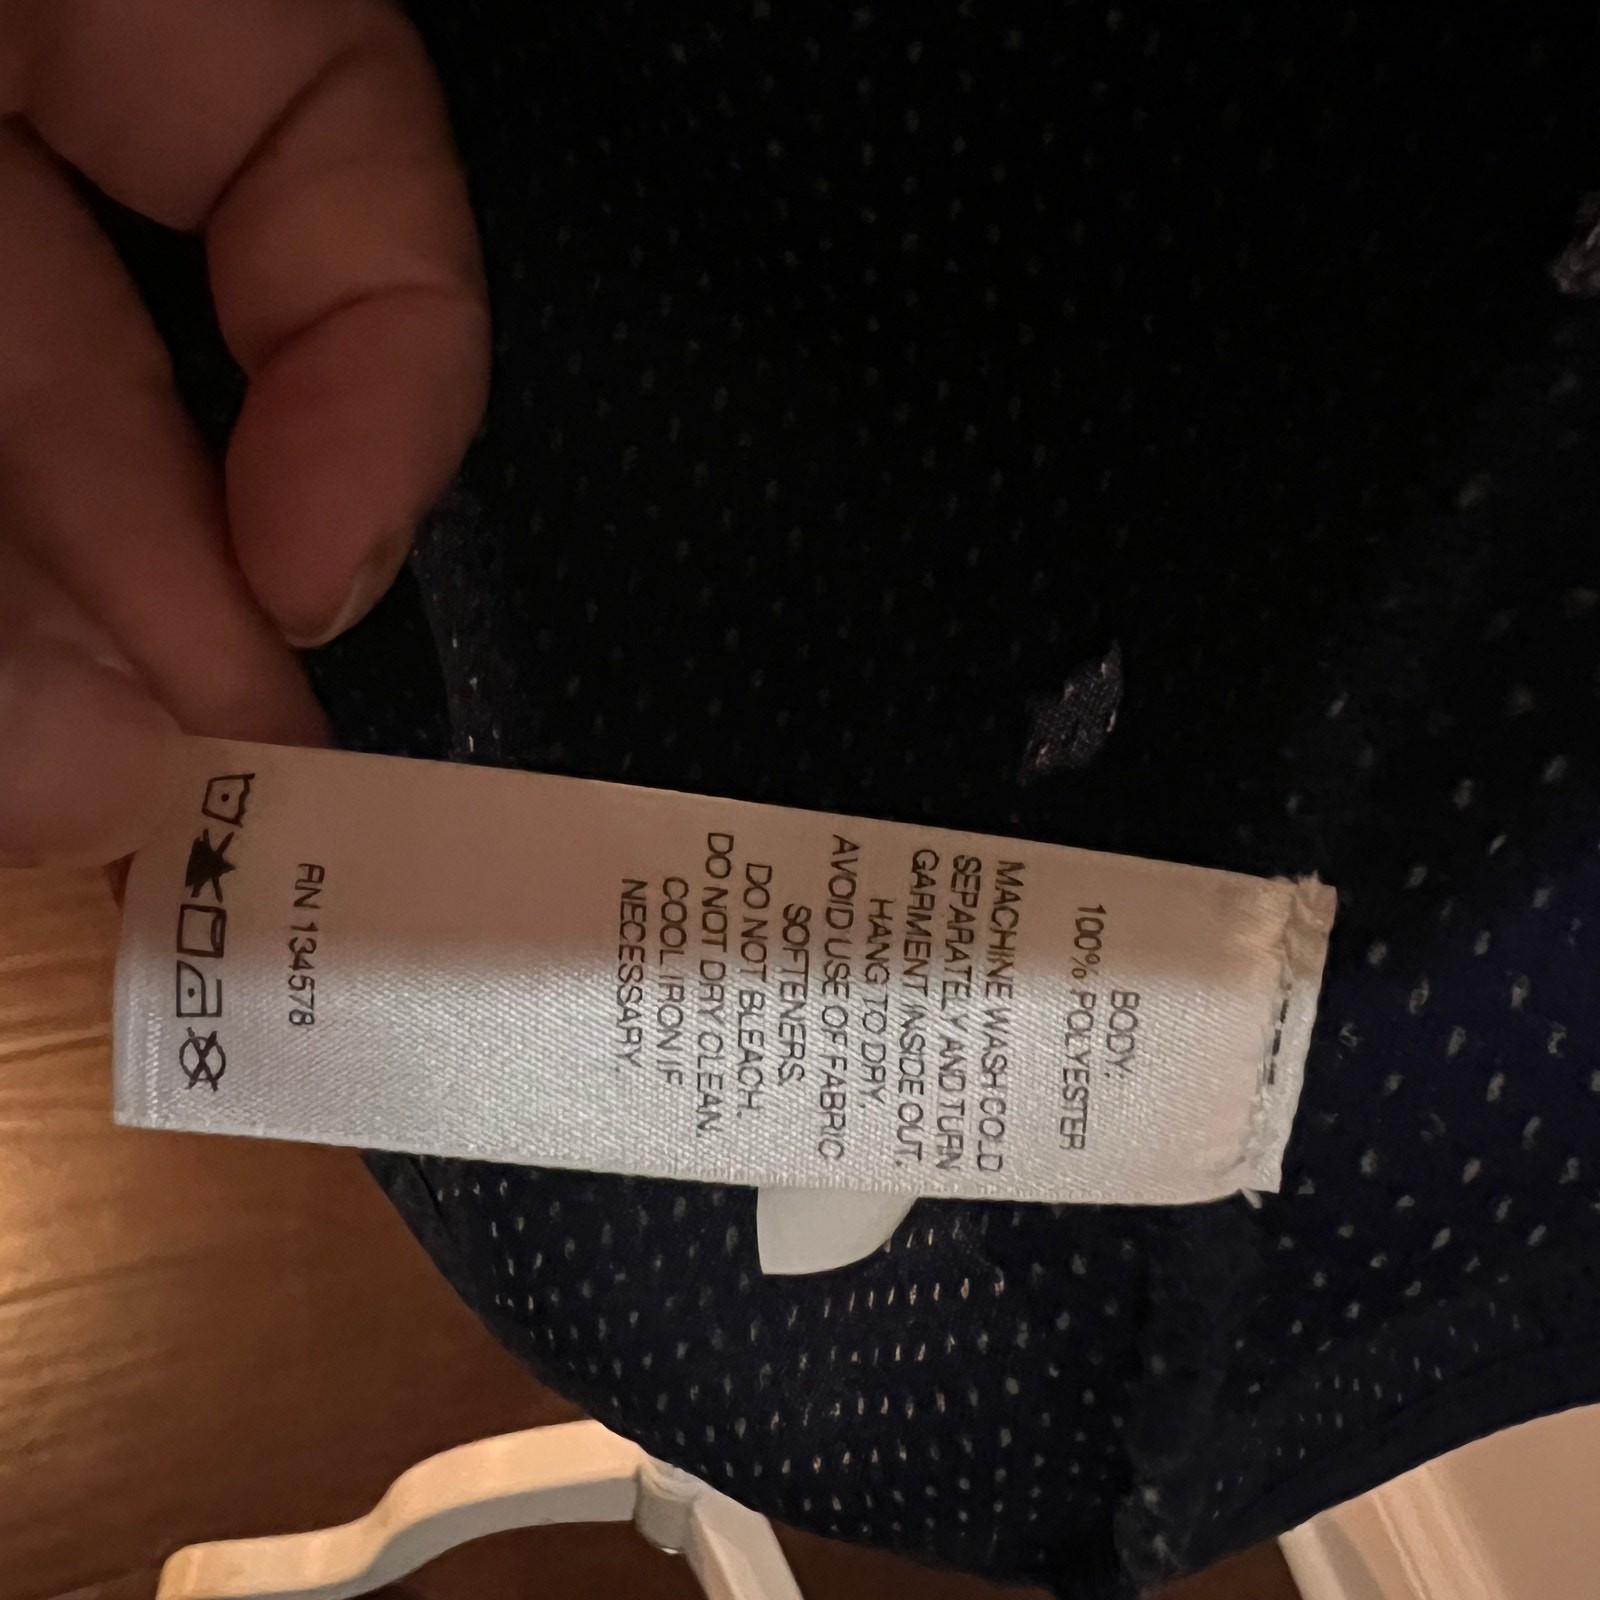 BODY:
100% POLYESTER
MACHINE WASH COLD
SEPARATELY AND TURN
GARMENT INSIDE OUT.
HANG TO DRY.
AVOID USE OF FABRIC
SOFTENERS.
DO NOT BLEACH.
DO NOT DRY CLEAN.
COOL IRON IF
NECESSARY.
RN 134578